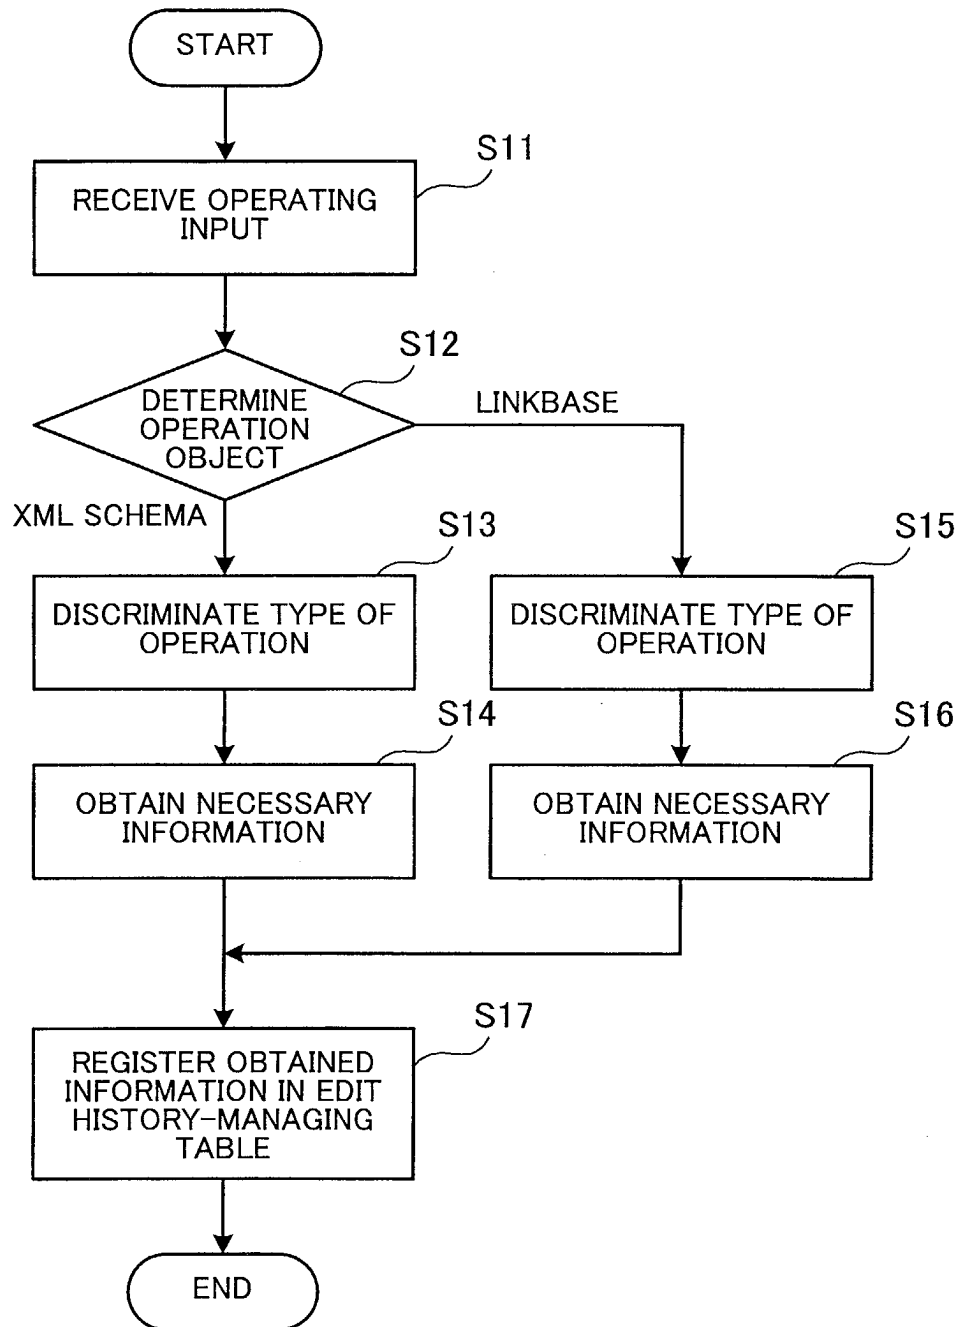 START
S11
RECEIVE OPERATING
INPUT
S12
DETERMINE
OPERATION
OBJECT
LINKBASE
XML SCHEMA
S13
DISCRIMINATE TYPE OF
OPERATION
S15
DISCRIMINATE TYPE OF
OPERATION
S14
OBTAIN NECESSARY
INFORMATION
S16
OBTAIN NECESSARY
INFORMATION
S17
REGISTER OBTAINED
INFORMATION IN EDIT
HISTORY-MANAGING
TABLE
END